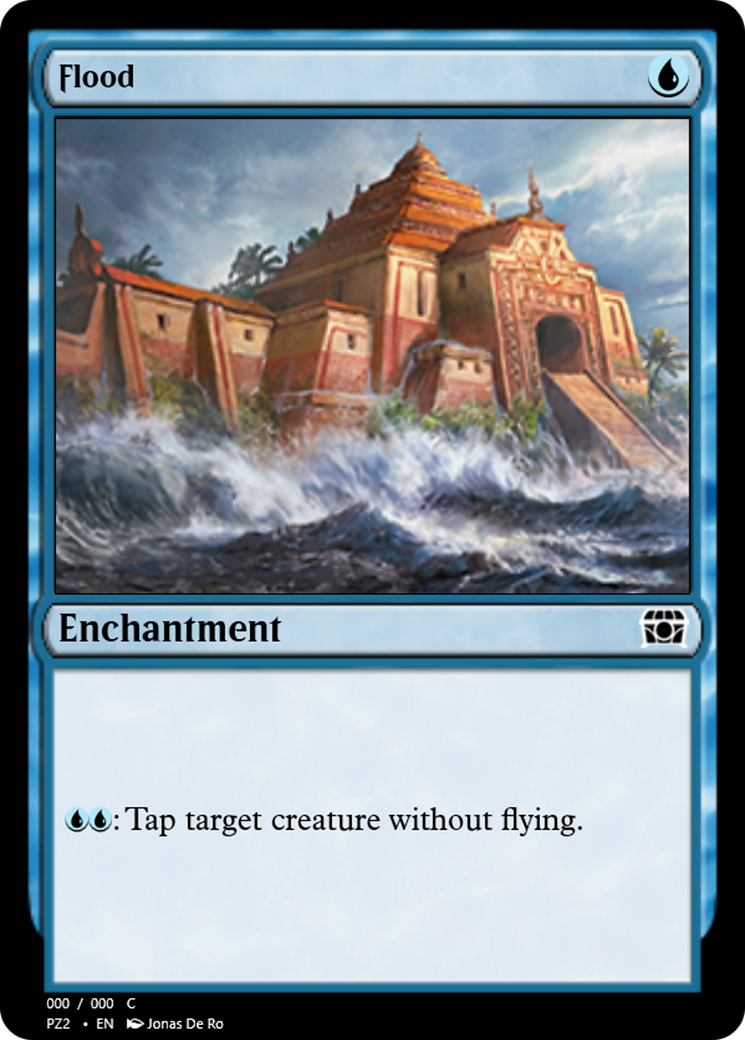 Flood
Enchantment
: Tap target creature without flying.
000 / 000 C
PZ2 • EN Jonas De Ro